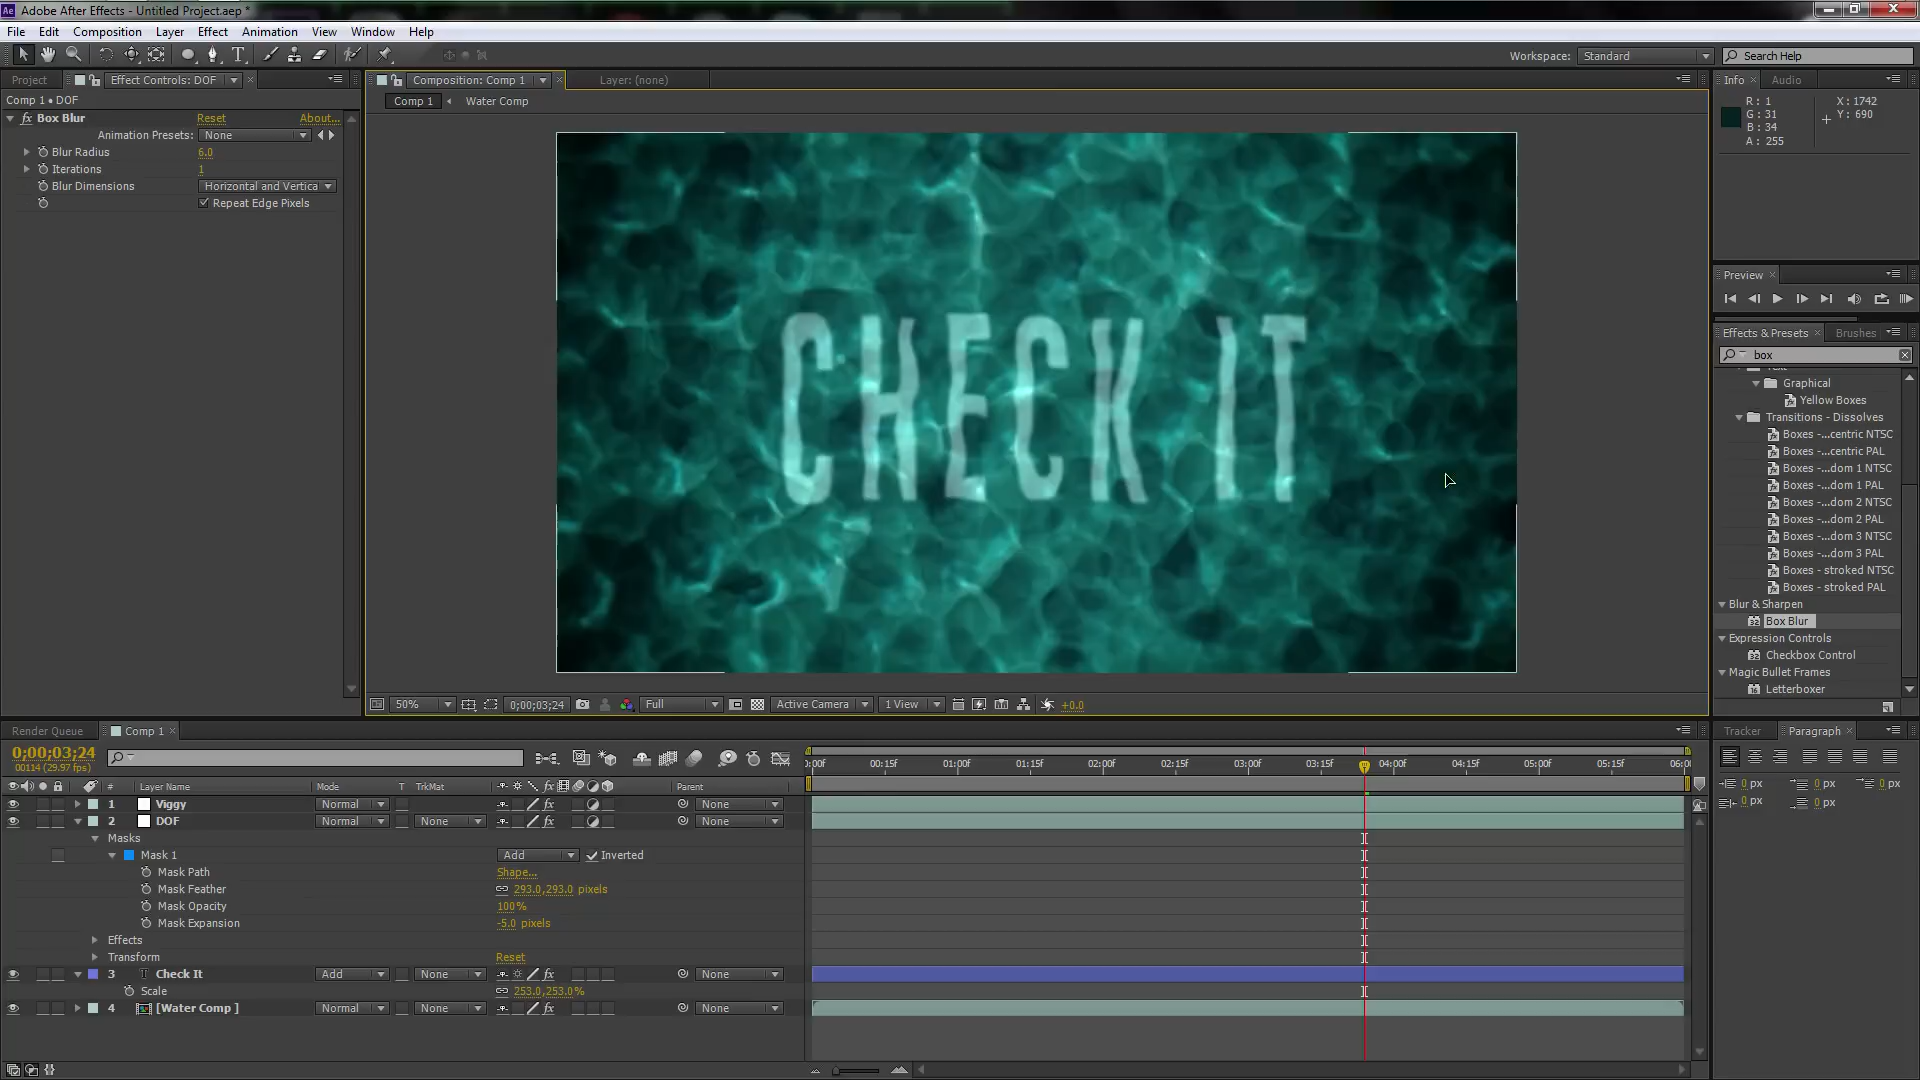 Adobe After Effects - Untitled Project.aep *
File Edit Composition Layer Effect Animation View Window Help
Workspace: Standard Search Help
Project Effect Controls: DOF
Composition: Comp 1 Layer: (none)
Info Audio
Comp 1 • DOF
Comp 1 Water Comp
R: 1
G: 31
B: 34
A: 255
X: 1742
Y: 690
fx Box Blur Reset About...
Animation Presets: None
Blur Radius 6.0
Iterations 1
Blur Dimensions Horizontal and Vertica
Repeat Edge Pixels
CHECK IT
Preview
Effects & Presets Brushes
box
Graphical
Yellow Boxes
Transitions - Dissolves
Boxes -...centric NTSC
Boxes -...centric PAL
Boxes -...dom 1 NTSC
Boxes -...dom 1 PAL
Boxes -...dom 2 NTSC
Boxes -...dom 2 PAL
Boxes -...dom 3 NTSC
Boxes -...dom 3 PAL
Boxes - stroked NTSC
Boxes - stroked PAL
Blur & Sharpen
Box Blur
Expression Controls
Checkbox Control
Magic Bullet Frames
Letterboxer
50% 0;00;03;24 Full Active Camera 1 View +0.0
Render Queue Comp 1
Tracker Paragraph
0;00;03;24
00114 (29.97 fps)
:00f 00:15f 01:00f 01:15f 02:00f 02:15f 03:00f 03:15f 04:00f 04:15f 05:00f 05:15f 06:00
0 px 0 px 0 px
0 px 0 px
# Layer Name Mode T TrkMat fx Parent
1 Viggy Normal fx None
2 DOF Normal None fx None
Masks
Mask 1 Add Inverted
Mask Path Shape...
Mask Feather 293.0,293.0 pixels
Mask Opacity 100%
Mask Expansion -5.0 pixels
Effects
Transform Reset
3 T Check It Add None fx None
Scale 253.0,253.0%
4 [Water Comp ] Normal None fx None